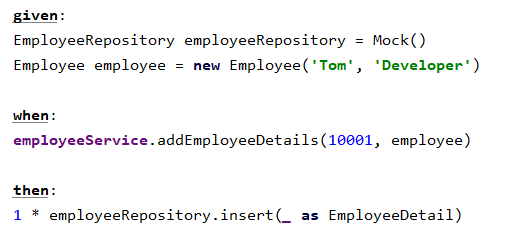 given:
EmployeeRepository employeeRepository = Mock()
Employee employee = new Employee('Tom', 'Developer')
when:
employeeService.addEmployeeDetails(10001, employee)
then:
1 * employeeRepository.insert(_ as EmployeeDetail)